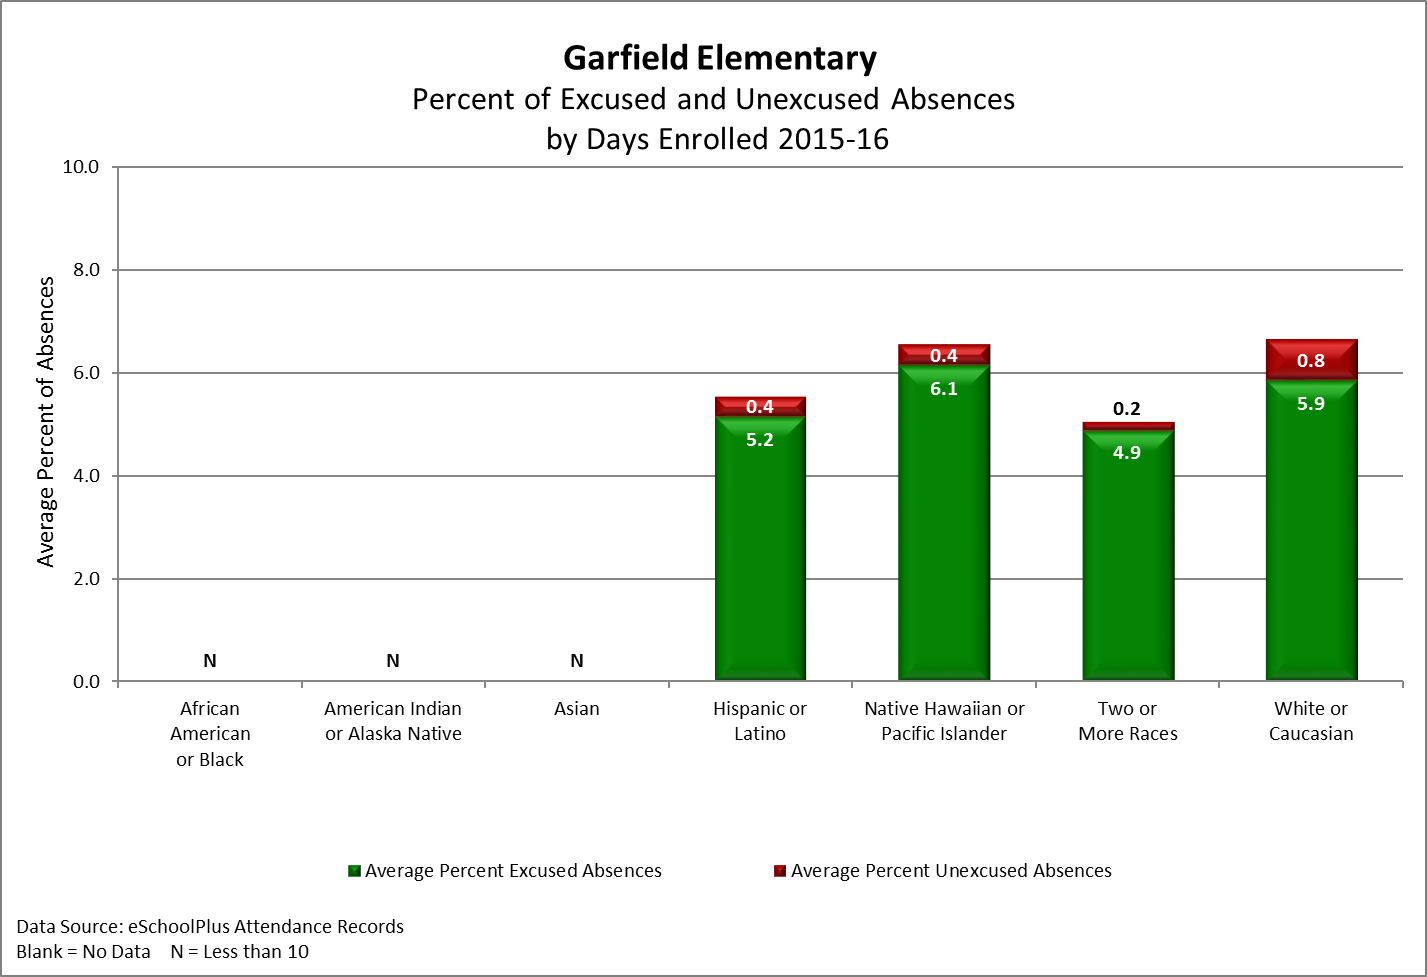 Garfield Elementary
Percent of Excused and Unexcused Absences
by Days Enrolled 2015-16
Average Percent of Absences
10.0
8.0
6.0
4.0
2.0
0.0
N
N
N
0.4
5.2
0.4
6.1
0.2
4.9
0.8
5.9
African
American
or Black
American Indian
or Alaska Native
Asian
Hispanic or
Latino
Native Hawaiian or
Pacific Islander
Two or
More Races
White or
Caucasian
Average Percent Excused Absences
Average Percent Unexcused Absences
Data Source: eSchoolPlus Attendance Records
Blank = No Data    N = Less than 10